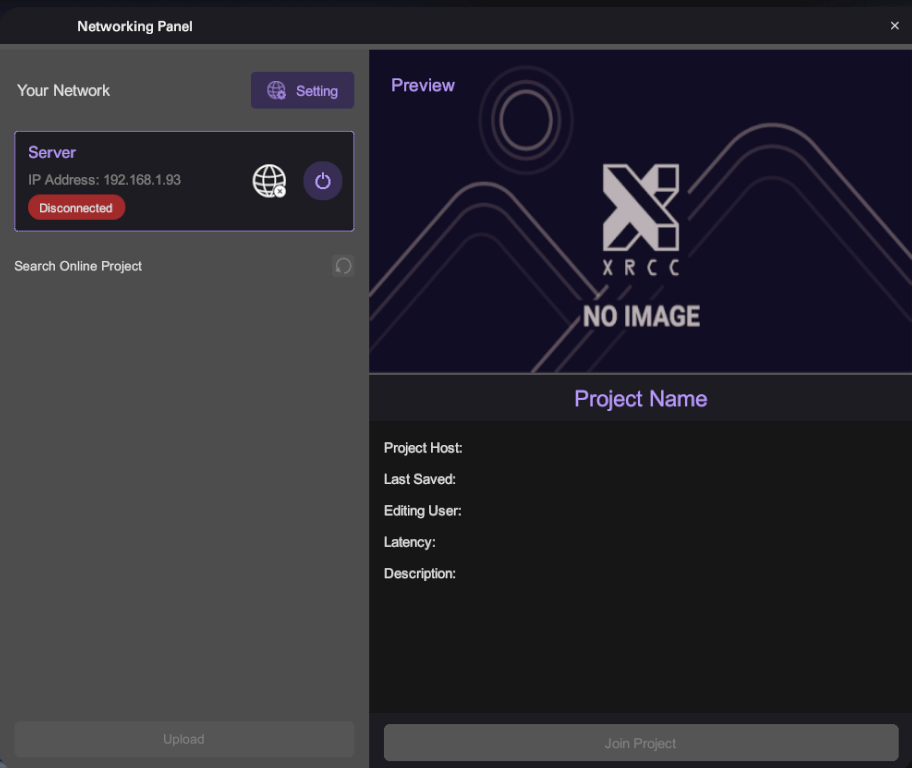 Networking Panel
Your Network
Setting
Server
IP Address: 192.168.1.93
Disconnected
Search Online Project
Upload
Preview
XRCC
NO IMAGE
Project Name
Project Host:
Last Saved:
Editing User:
Latency:
Description:
Join Project